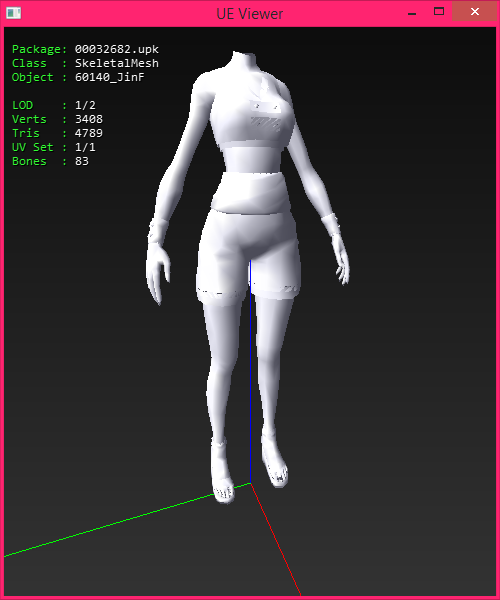 UE Viewer
Package: 00032682.upk
Class : SkeletalMesh
Object : 60140_JinF
LOD : 1/2
Verts : 3408
Tris : 4789
UV Set : 1/1
Bones : 83